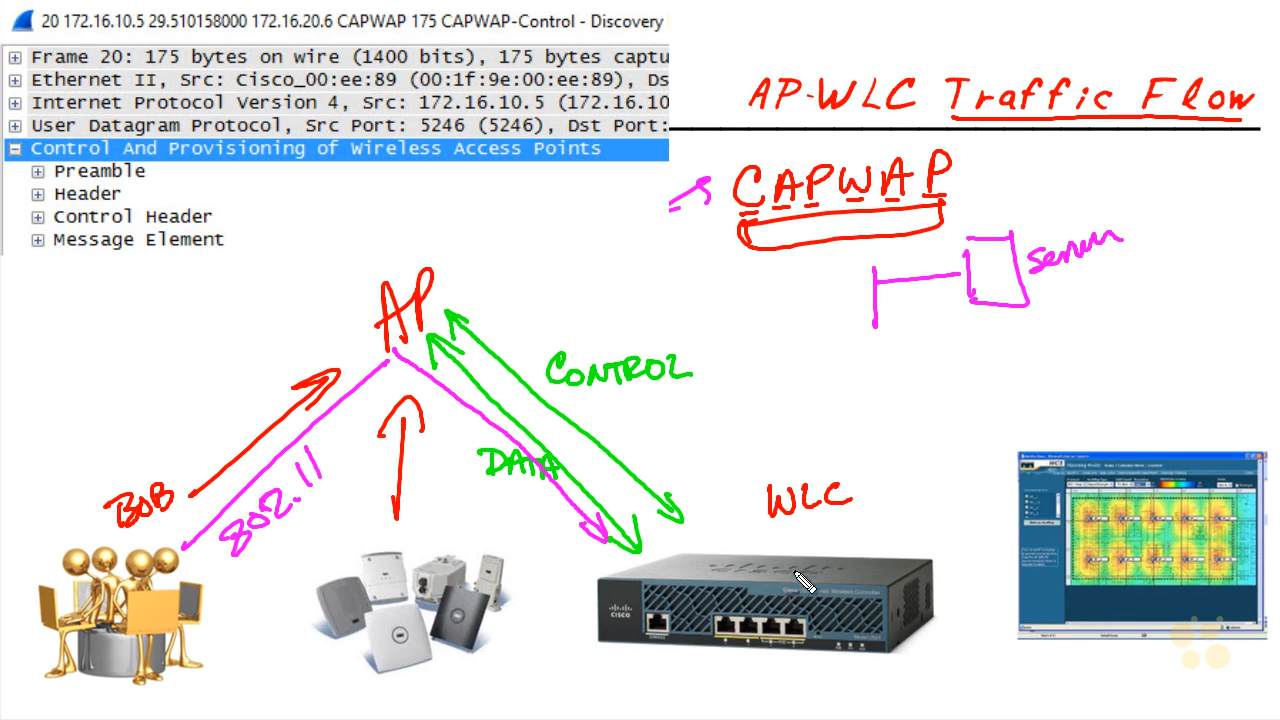 20 172.16.10.5 29.510158000 172.16.20.6 CAPWAP 175 CAPWAP-Control - Discovery
Frame 20: 175 bytes on wire (1400 bits), 175 bytes captu
Ethernet II, Src: Cisco_00:ee:89 (00:1f:9e:00:ee:89), Ds
Internet Protocol Version 4, Src: 172.16.10.5 (172.16.10
User Datagram Protocol, Src Port: 5246 (5246), Dst Port:
Control And Provisioning of Wireless Access Points
Preamble
Header
Control Header
Message Element
AP-WLC Traffic Flow
CAPWAP
server
AP
CONTROL
DATA
BOB
802.11
WLC
CISCO